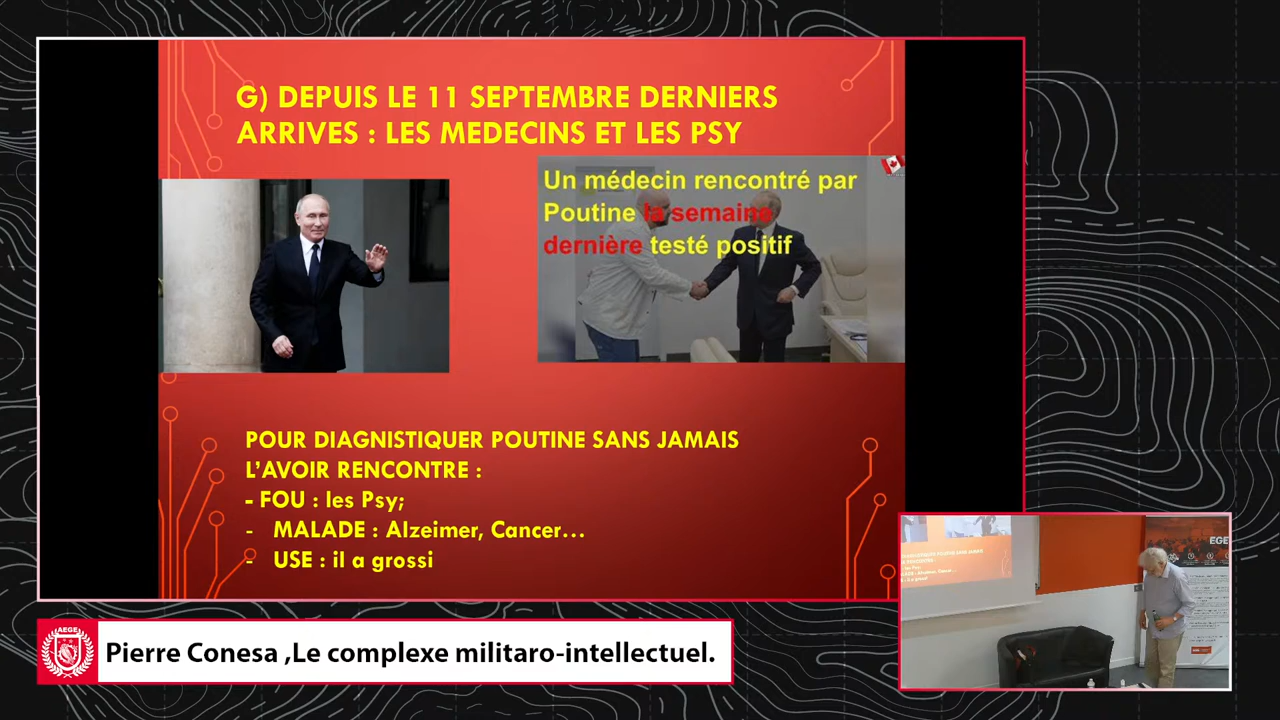 G) DEPUIS LE 11 SEPTEMBRE DERNIERS
ARRIVES : LES MEDECINS ET LES PSY
Un médecin rencontré par
Poutine la semaine
dernière testé positif
POUR DIAGNISTIQUER POUTINE SANS JAMAIS
L'AVOIR RENCONTRE :
- FOU : les Psy;
- MALADE : Alzeimer, Cancer...
- USE : il a grossi
AEGE
Pierre Conesa ,Le complexe militaro-intellectuel.
EGE